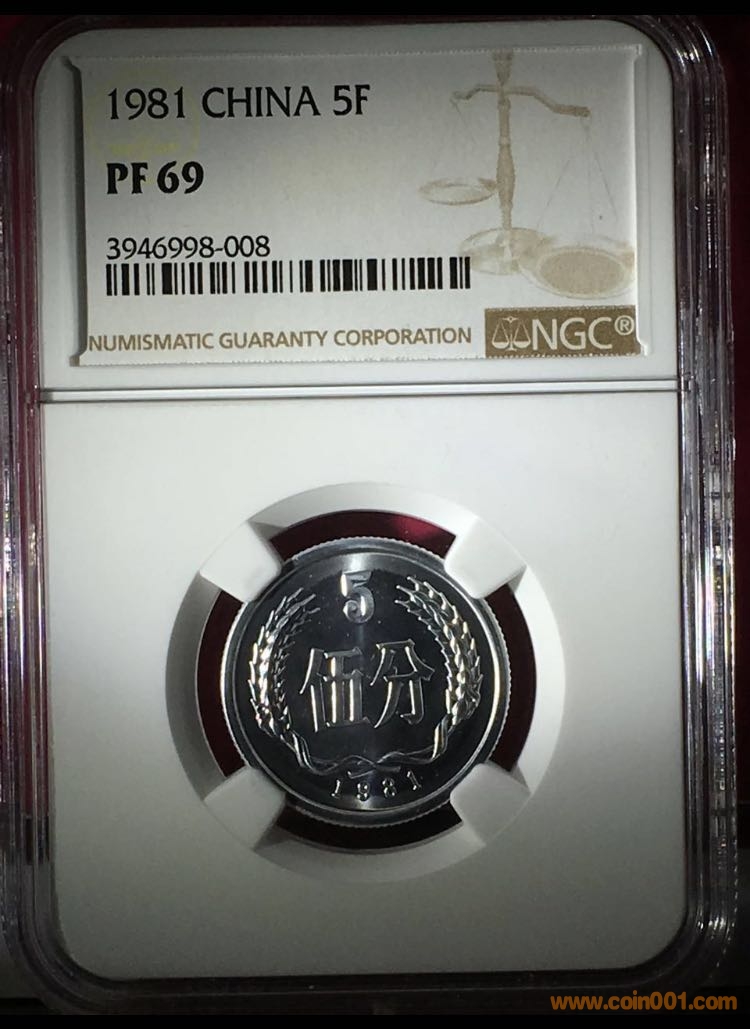 1981 CHINA 5F
PF 69
3946998-008
NUMISMATIC GUARANTY CORPORATION
NGC®
5
伍分
1981
www.coin001.com